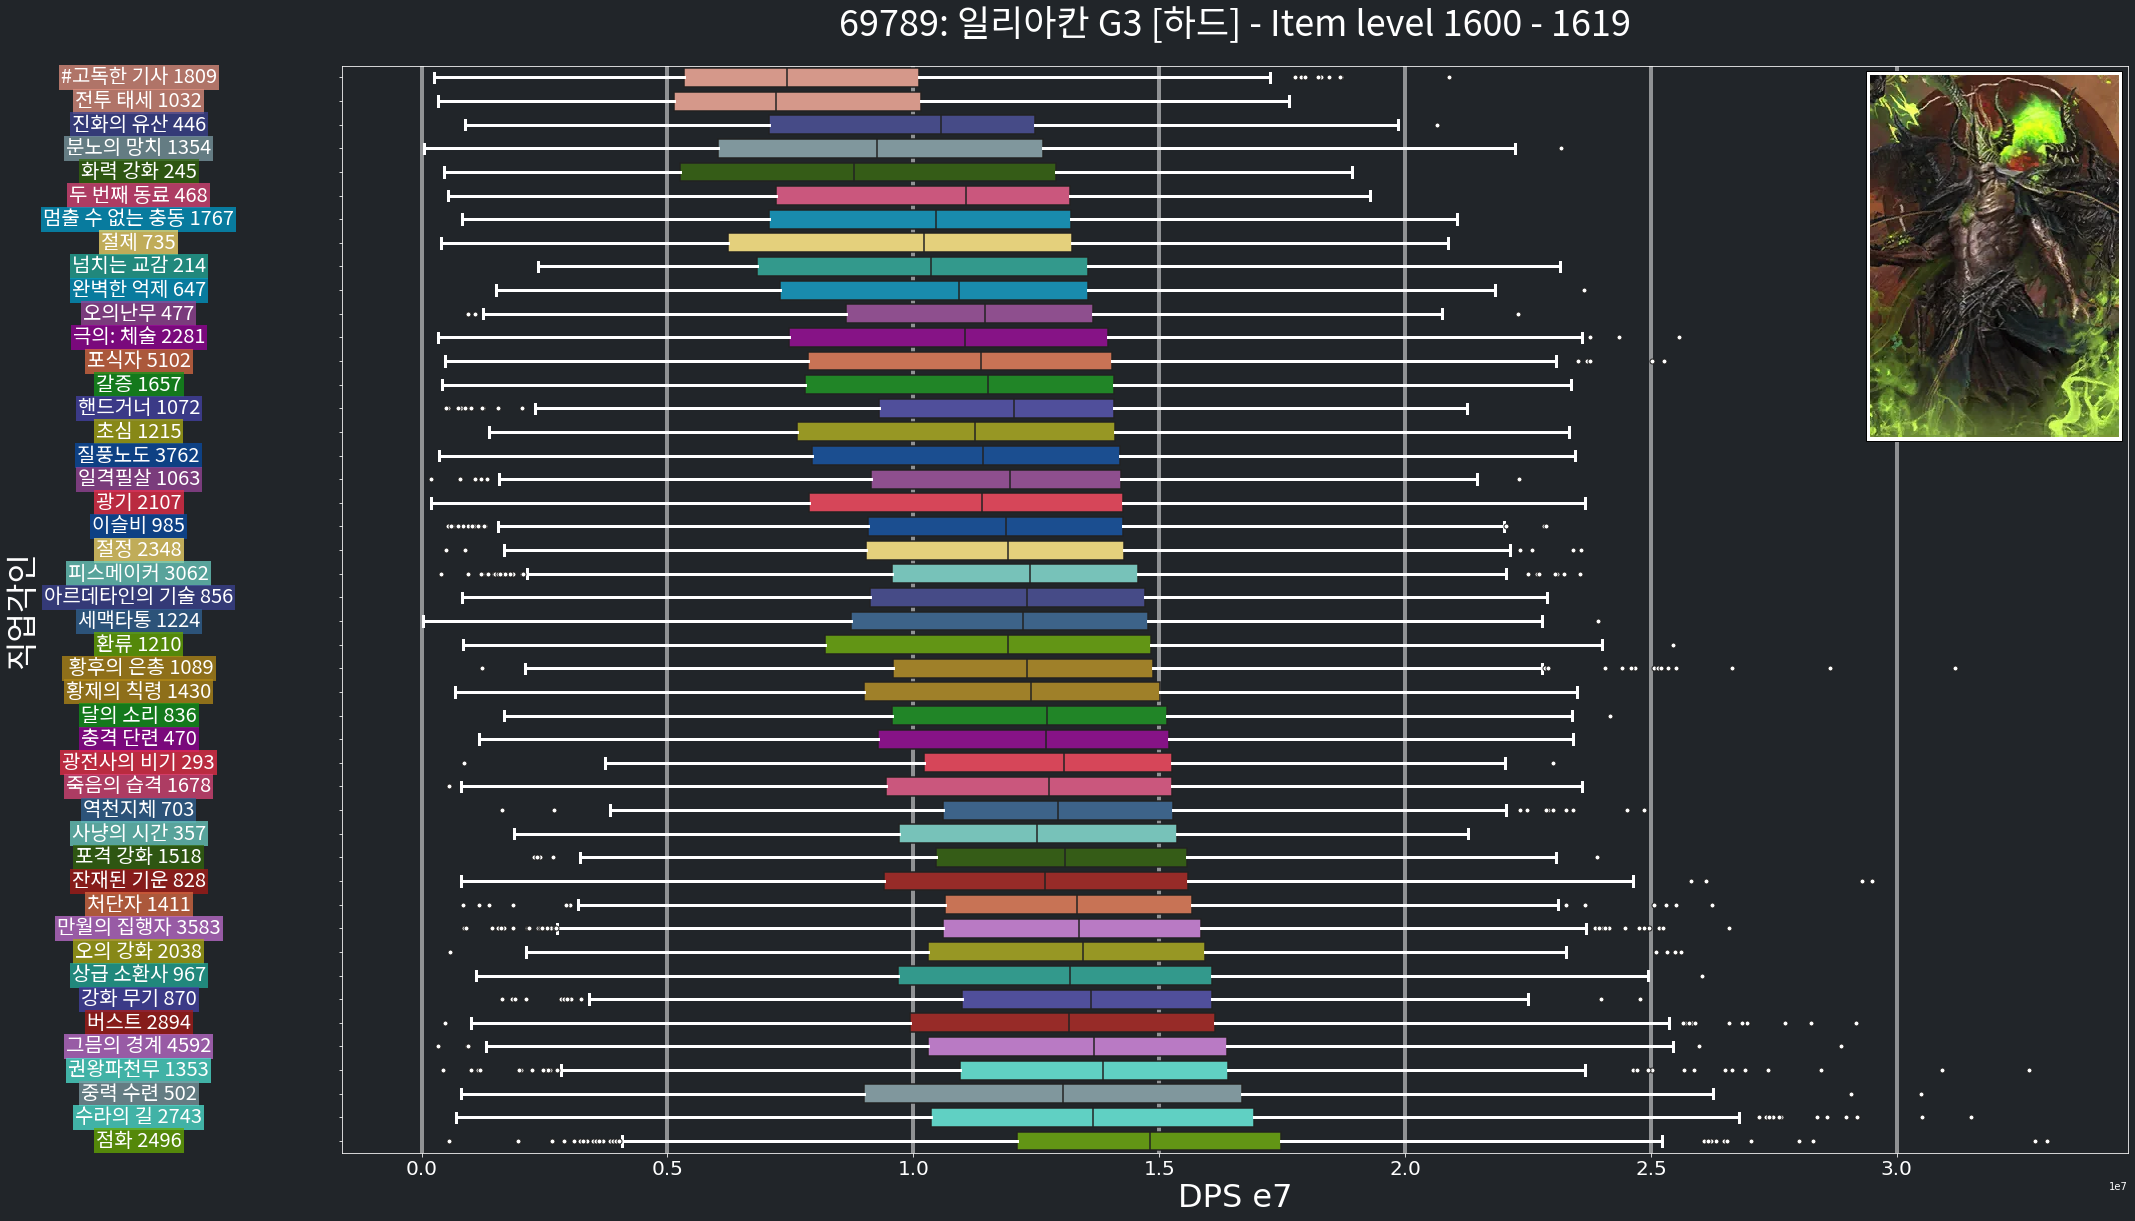 69789: 일리아칸 G3 [하드] - Item level 1600 - 1619
직업각인
#고독한 기사 1809
전투 태세 1032
진화의 유산 446
분노의 망치 1354
화력 강화 245
두 번째 동료 468
멈출 수 없는 충동 1767
절제 735
넘치는 교감 214
완벽한 억제 647
오의난무 477
극의: 체술 2281
포식자 5102
갈증 1657
핸드거너 1072
초심 1215
질풍노도 3762
일격필살 1063
광기 2107
이슬비 985
절정 2348
피스메이커 3062
아르데타인의 기술 856
세맥타통 1224
환류 1210
황후의 은총 1089
황제의 칙령 1430
달의 소리 836
충격 단련 470
광전사의 비기 293
죽음의 습격 1678
역천지체 703
사냥의 시간 357
포격 강화 1518
잔재된 기운 828
처단자 1411
만월의 집행자 3583
오의 강화 2038
상급 소환사 967
강화 무기 870
버스트 2894
그믐의 경계 4592
권왕파천무 1353
중력 수련 502
수라의 길 2743
점화 2496
0.0 0.5 1.0 1.5 2.0 2.5 3.0
1e7
DPS e7